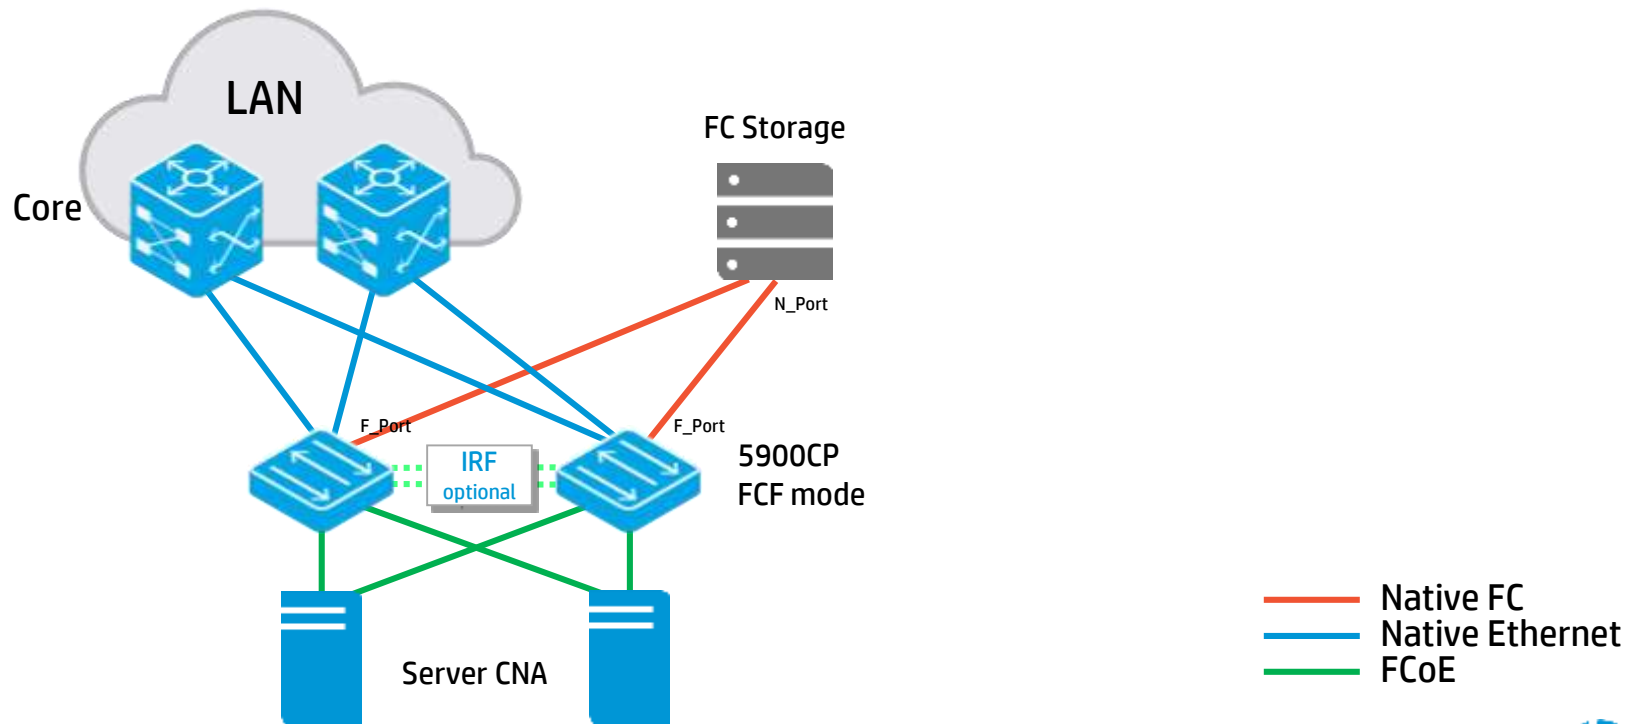 LAN
FC Storage
Core
N_Port
F_Port
F_Port
IRF
optional
5900CP
FCF mode
Server CNA
Native FC
Native Ethernet
FCoE